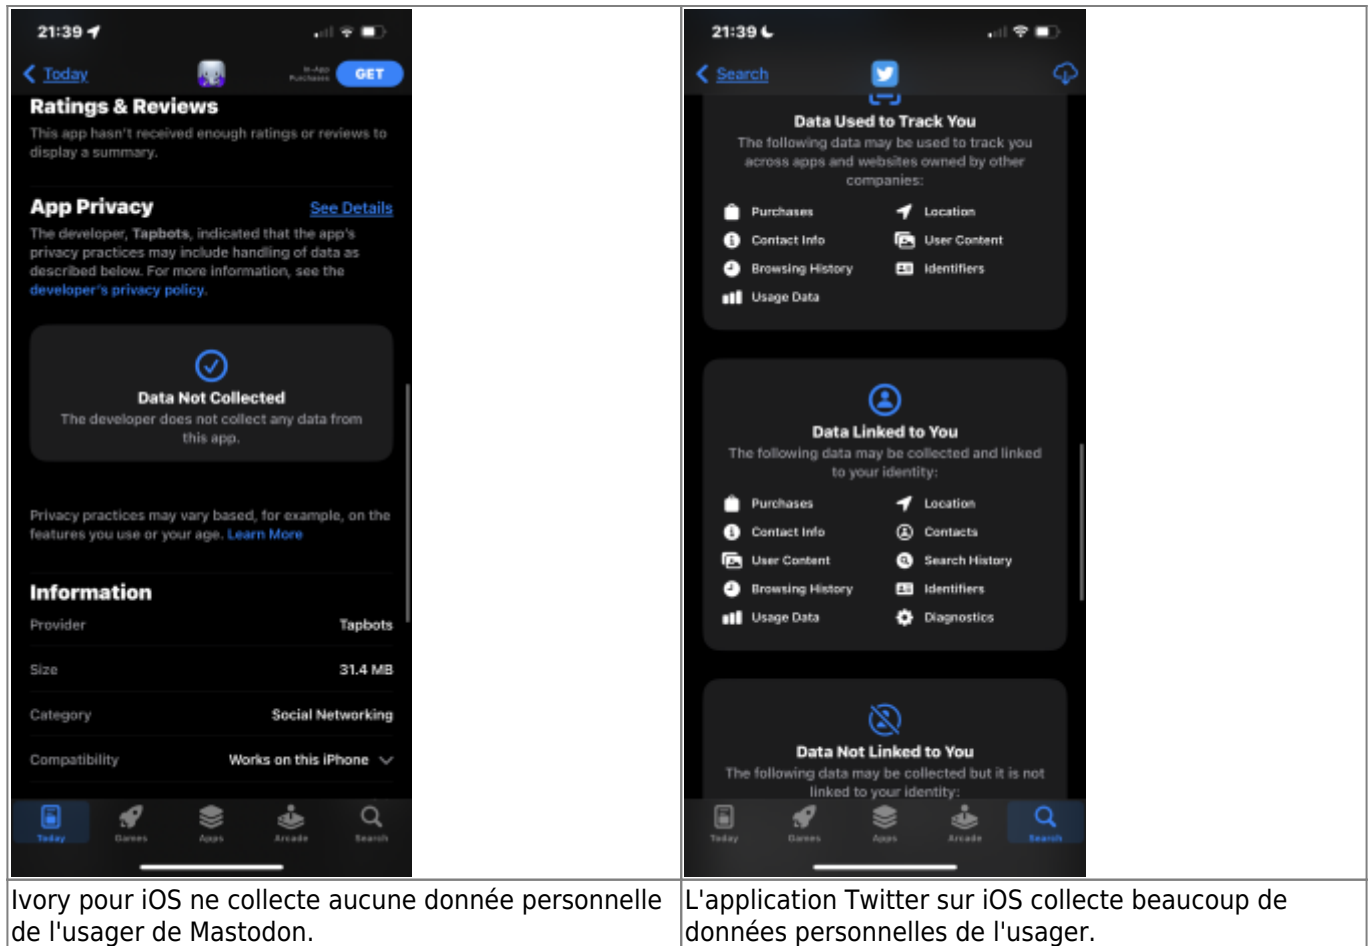 21:39
Today
In-App
Purchases
GET
Ratings & Reviews
This app hasn't received enough ratings or reviews to
display a summary.
App Privacy
See Details
The developer, Tapbots, indicated that the app's
privacy practices may include handling of data as
described below. For more information, see the
developer's privacy policy.
Data Not Collected
The developer does not collect any data from
this app.
Privacy practices may vary based, for example, on the
features you use or your age. Learn More
Information
Provider
Tapbots
Size
31.4 MB
Category
Social Networking
Compatibility
Works on this iPhone
Today
Games
Apps
Arcade
Search
Ivory pour iOS ne collecte aucune donnée personnelle
de l'usager de Mastodon.
21:39
Search
Data Used to Track You
The following data may be used to track you
across apps and websites owned by other
companies:
Purchases
Location
Contact Info
User Content
Browsing History
Identifiers
Usage Data
Data Linked to You
The following data may be collected and linked
to your identity:
Purchases
Location
Contact Info
Contacts
User Content
Search History
Browsing History
Identifiers
Usage Data
Diagnostics
Data Not Linked to You
The following data may be collected but it is not
linked to your identity:
Today
Games
Apps
Arcade
Search
L'application Twitter sur iOS collecte beaucoup de
données personnelles de l'usager.